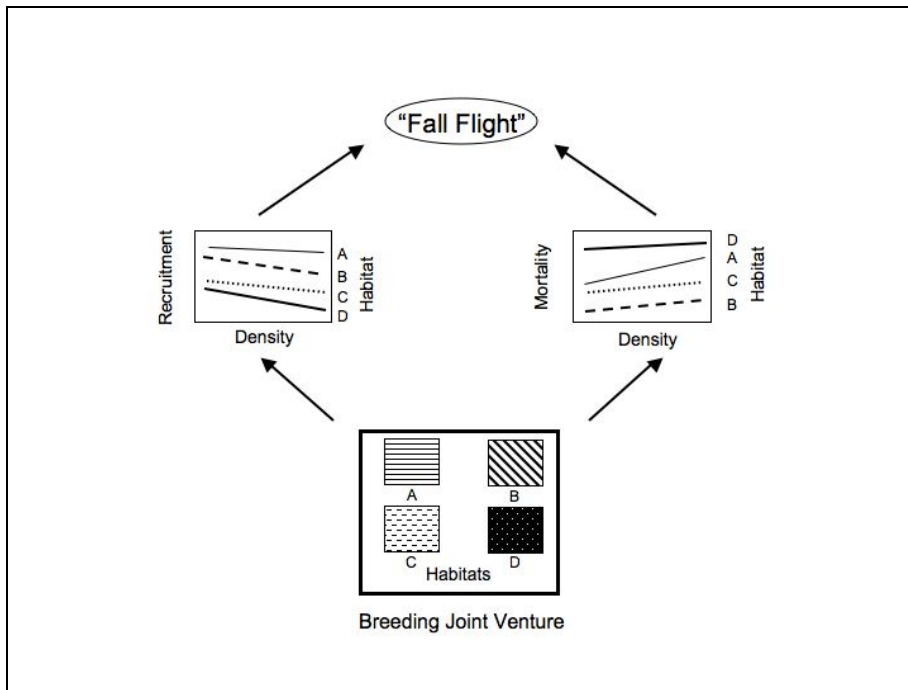 “Fall Flight”
Recruitment
A
B
C
D
Habitat
Density
Mortality
D
A
C
B
Habitat
Density
A
B
C
D
Habitats
Breeding Joint Venture